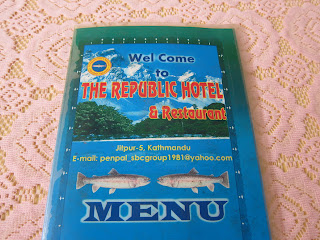 Wel Come
to
THE REPUBLIC HOTEL
& Restaurant
Jitpur-5, Kathmandu
E-mail: penpal_sbcgroup1981@yahoo.com
MENU